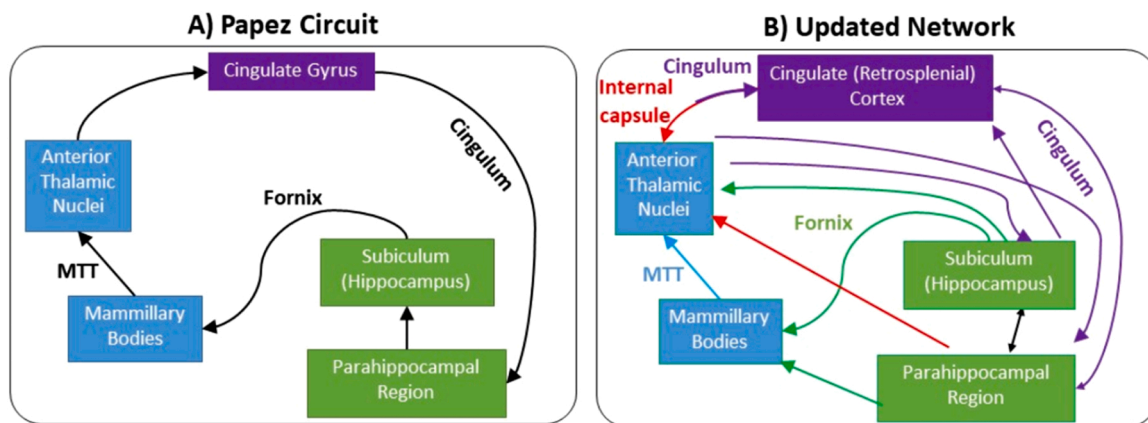 A) Papez Circuit
Cingulate Gyrus
Cingulum
Anterior
Thalamic
Nuclei
Fornix
Subiculum
(Hippocampus)
MTT
Mammillary
Bodies
Parahippocampal
Region
B) Updated Network
Cingulum
Cingulate (Retrosplenial)
Cortex
Internal
capsule
Cingulum
Anterior
Thalamic
Nuclei
Fornix
Subiculum
(Hippocampus)
MTT
Mammillary
Bodies
Parahippocampal
Region